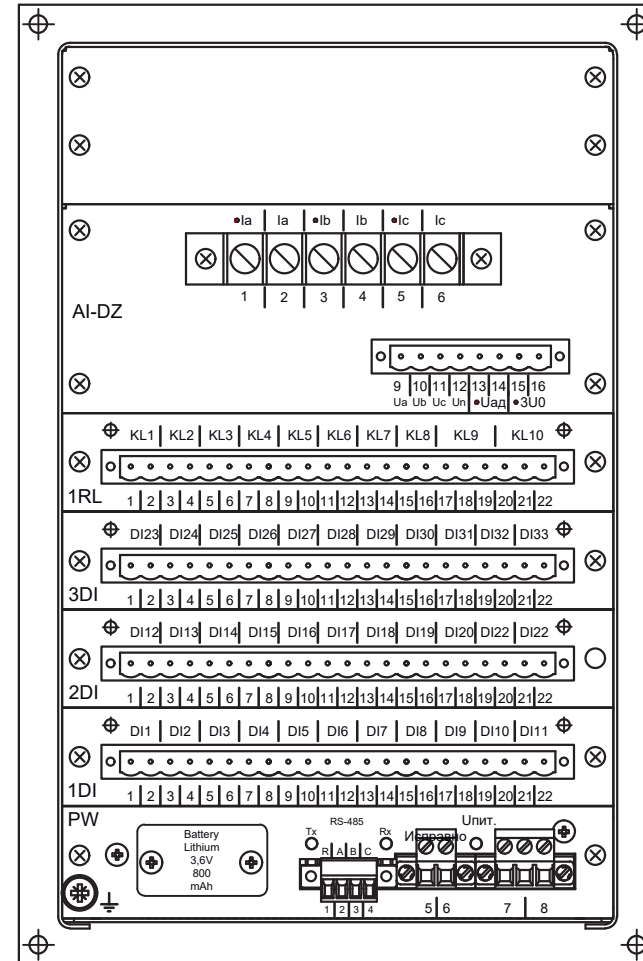 •Ia Ia •Ib Ib •Ic Ic
1 2 3 4 5 6
AI-DZ
9 10 11 12 13 14 15 16
Ua Ub Uc Un •Uaд •3U0
KL1 KL2 KL3 KL4 KL5 KL6 KL7 KL8 KL9 KL10
1RL
1 2 3 4 5 6 7 8 9 10 11 12 13 14 15 16 17 18 19 20 21 22
DI23 DI24 DI25 DI26 DI27 DI28 DI29 DI30 DI31 DI32 DI33
3DI
1 2 3 4 5 6 7 8 9 10 11 12 13 14 15 16 17 18 19 20 21 22
DI12 DI13 DI14 DI15 DI16 DI17 DI18 DI19 DI20 DI22 DI22
2DI
1 2 3 4 5 6 7 8 9 10 11 12 13 14 15 16 17 18 19 20 21 22
DI1 DI2 DI3 DI4 DI5 DI6 DI7 DI8 DI9 DI10 DI11
1DI
1 2 3 4 5 6 7 8 9 10 11 12 13 14 15 16 17 18 19 20 21 22
PW
Battery
Lithium
3,6V
800
mAh
RS-485
Tx Rx
R A B C
1 2 3 4
Исправно
Uпит.
5 6 7 8